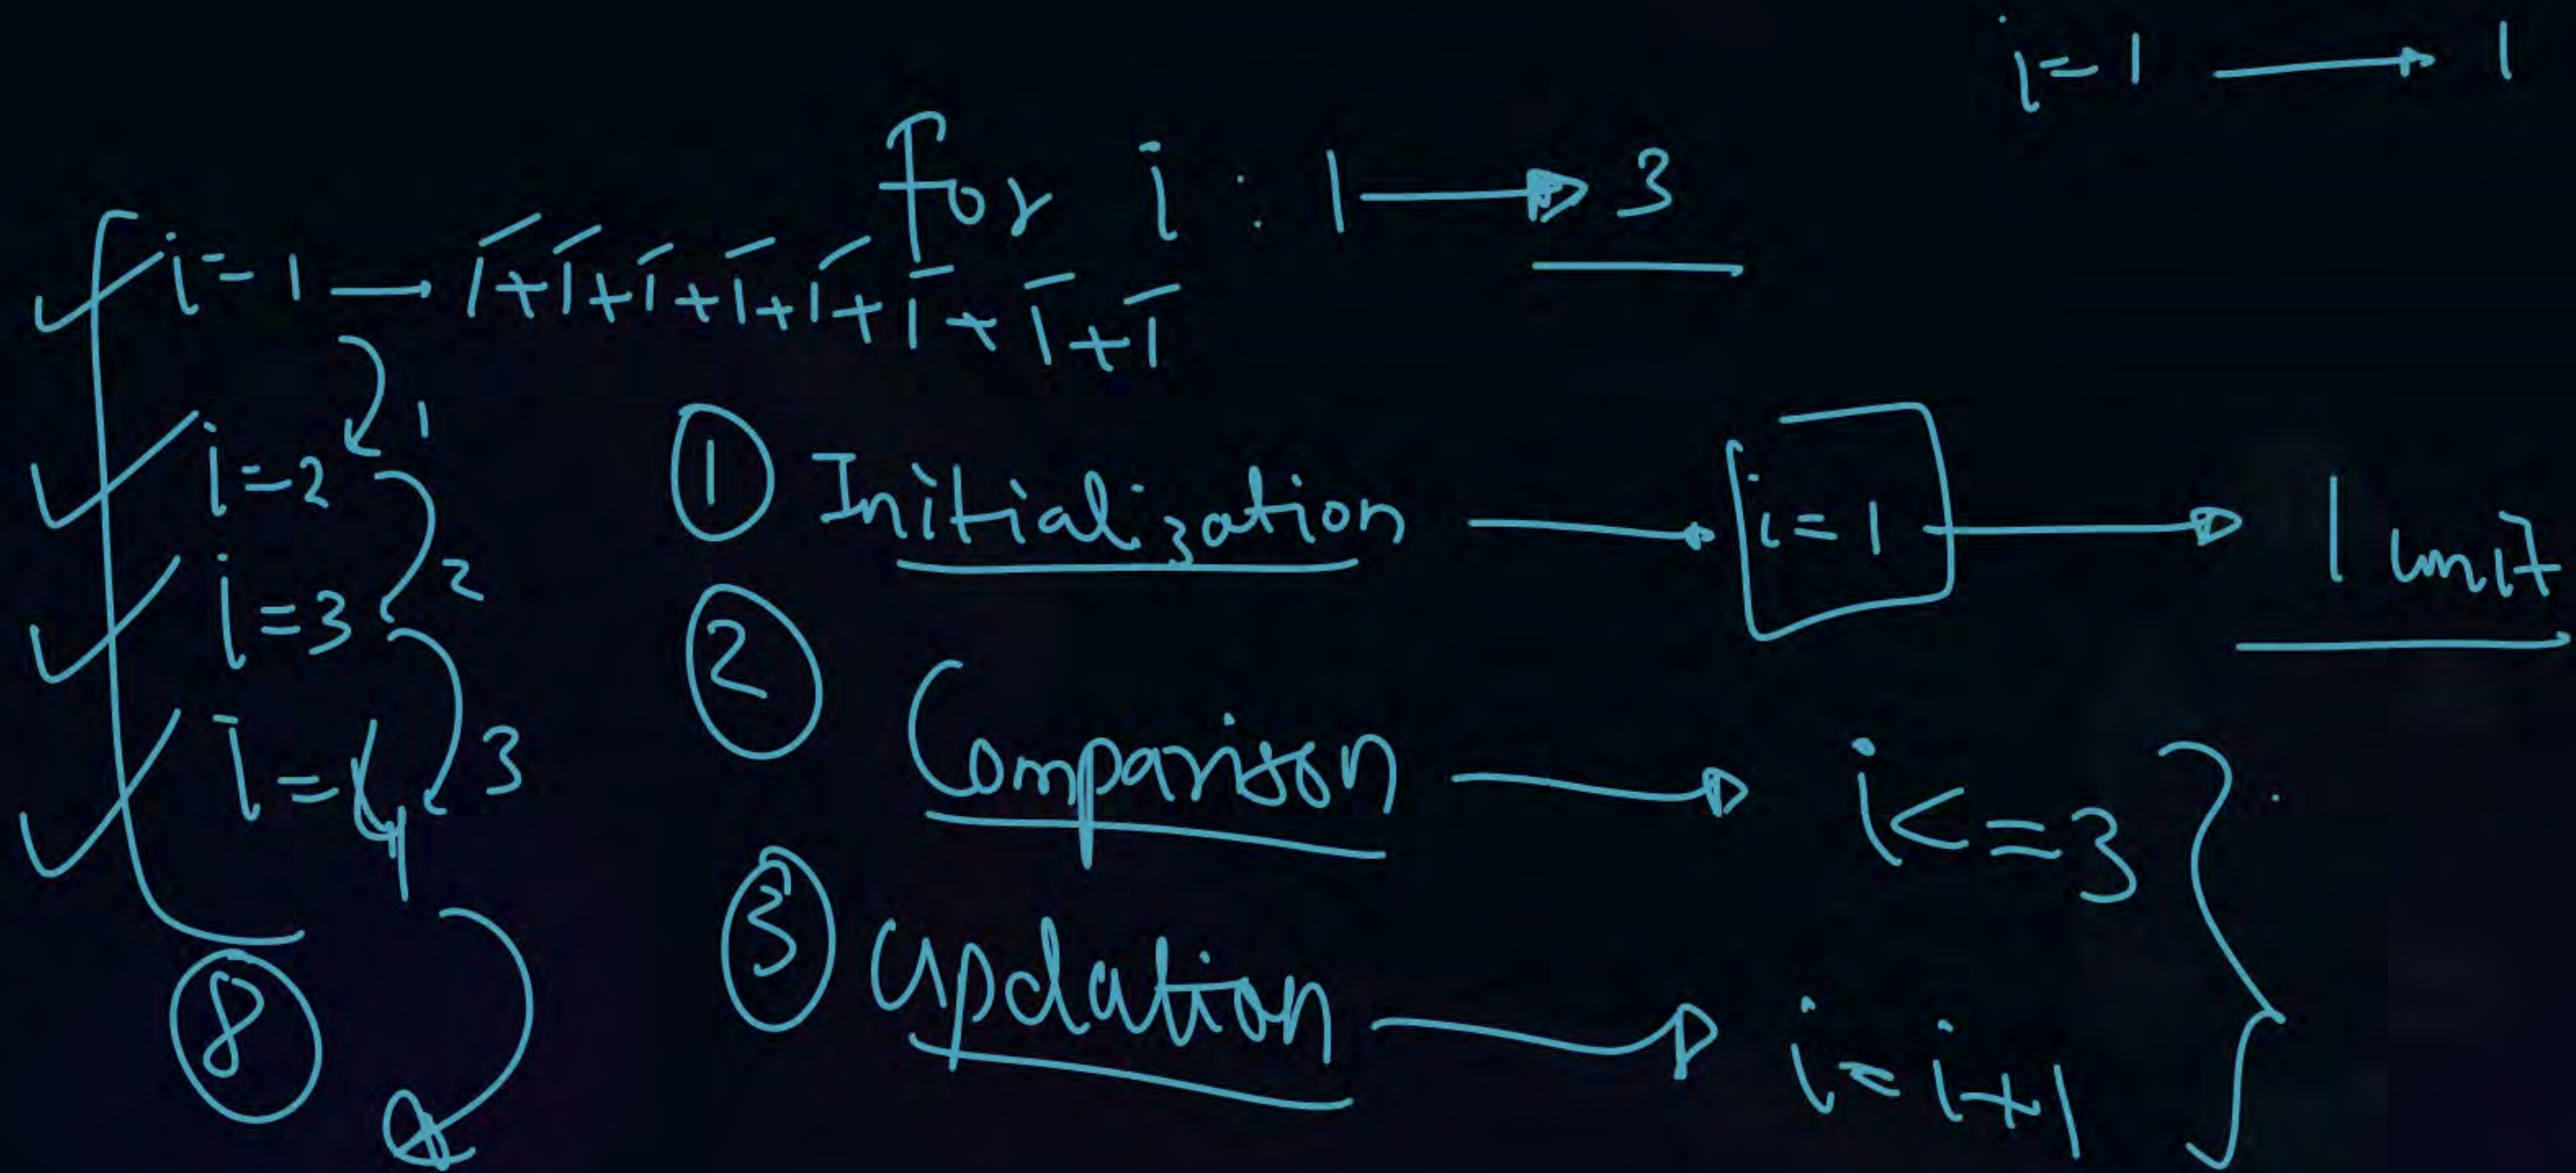 i=1 → 1
for i : 1 → 3
i=1 → 1+1+1+1+1+1+1+1
1
i=2
2
i=3
3
i=4
8
① Initialization → i=1 → 1 unit
② Comparison → i<=3
③ Updation → i=i+1